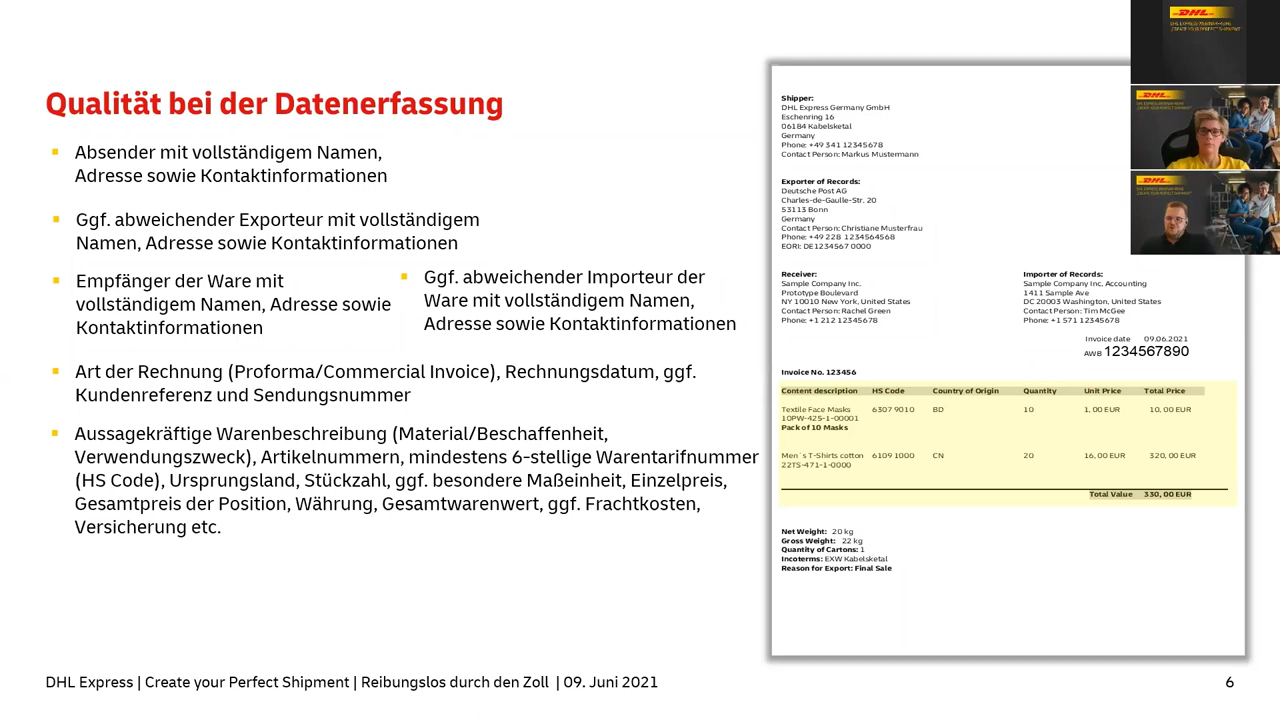 Qualität bei der Datenerfassung
Absender mit vollständigem Namen,
Adresse sowie Kontaktinformationen
Ggf. abweichender Exporteur mit vollständigem
Namen, Adresse sowie Kontaktinformationen
Empfänger der Ware mit
vollständigem Namen, Adresse sowie
Kontaktinformationen
Ggf. abweichender Importeur der
Ware mit vollständigem Namen,
Adresse sowie Kontaktinformationen
Art der Rechnung (Proforma/Commercial Invoice), Rechnungsdatum, ggf.
Kundenreferenz und Sendungsnummer
Aussagekräftige Warenbeschreibung (Material/Beschaffenheit,
Verwendungszweck), Artikelnummern, mindestens 6-stellige Warentarifnummer
(HS Code), Ursprungsland, Stückzahl, ggf. besondere Maßeinheit, Einzelpreis,
Gesamtpreis der Position, Währung, Gesamtwarenwert, ggf. Frachtkosten,
Versicherung etc.
Shipper:
DHL Express Germany GmbH
Eschenring 16
06184 Kabelsketal
Germany
Phone: +49 341 12345678
Contact Person: Markus Mustermann
Exporter of Records:
Deutsche Post AG
Charles-de-Gaulle-Str. 20
53113 Bonn
Germany
Contact Person: Christiane Musterfrau
Phone: +49 228 1234564568
EORI: DE1234567 0000
Receiver:
Sample Company Inc.
Prototype Boulevard
NY 10010 New York, United States
Contact Person: Rachel Green
Phone: +1 212 12345678
Importer of Records:
Sample Company Inc, Accounting
1411 Sample Ave
DC 20003 Washington, United States
Contact Person: Tim McGee
Phone: +1 571 12345678
Invoice date 09.06.2021
AWB 1234567890
Invoice No. 123456
Content description HS Code Country of Origin Quantity Unit Price Total Price
Textile Face Masks 6307 9010 BD 10 1, 00 EUR 10, 00 EUR
10PW-425-1-00001
Pack of 10 Masks
Men´s T-Shirts cotton 6109 1000 CN 20 16, 00 EUR 320, 00 EUR
22TS-471-1-0000
Total Value 330, 00 EUR
Net Weight: 20 kg
Gross Weight: 22 kg
Quantity of Cartons: 1
Incoterms: EXW Kabelsketal
Reason for Export: Final Sale
DHL
DHL
DHL
DHL Express | Create your Perfect Shipment | Reibungslos durch den Zoll | 09. Juni 2021
6